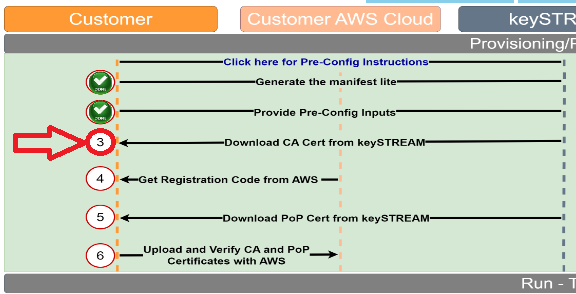 Customer
Customer AWS Cloud
keySTR
Provisioning/F
Click here for Pre-Config Instructions
Generate the manifest lite
Provide Pre-Config Inputs
3
Download CA Cert from keySTREAM
4
Get Registration Code from AWS
5
Download PoP Cert from keySTREAM
6
Upload and Verify CA and PoP
Certificates with AWS
Run - T